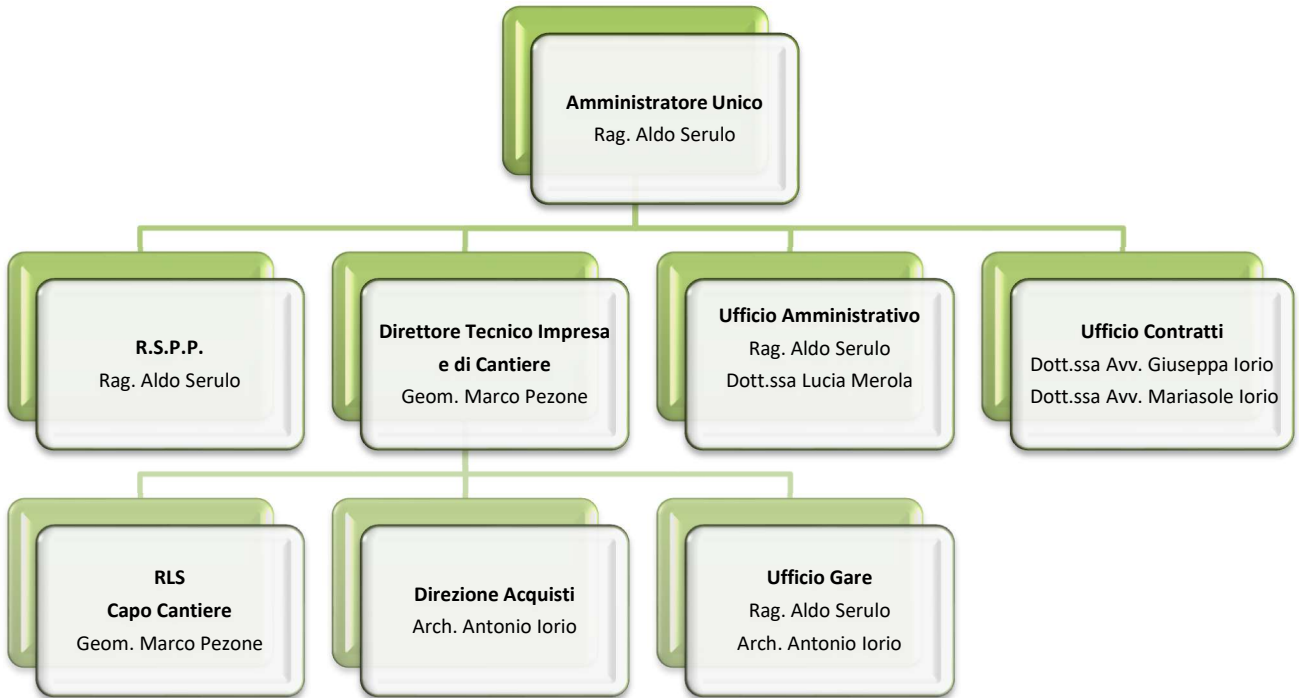 Amministratore Unico
Rag. Aldo Serulo
R.S.P.P.
Rag. Aldo Serulo
Direttore Tecnico Impresa
e di Cantiere
Geom. Marco Pezone
Ufficio Amministrativo
Rag. Aldo Serulo
Dott.ssa Lucia Merola
Ufficio Contratti
Dott.ssa Avv. Giuseppa Iorio
Dott.ssa Avv. Mariasole Iorio
RLS
Capo Cantiere
Geom. Marco Pezone
Direzione Acquisti
Arch. Antonio Iorio
Ufficio Gare
Rag. Aldo Serulo
Arch. Antonio Iorio